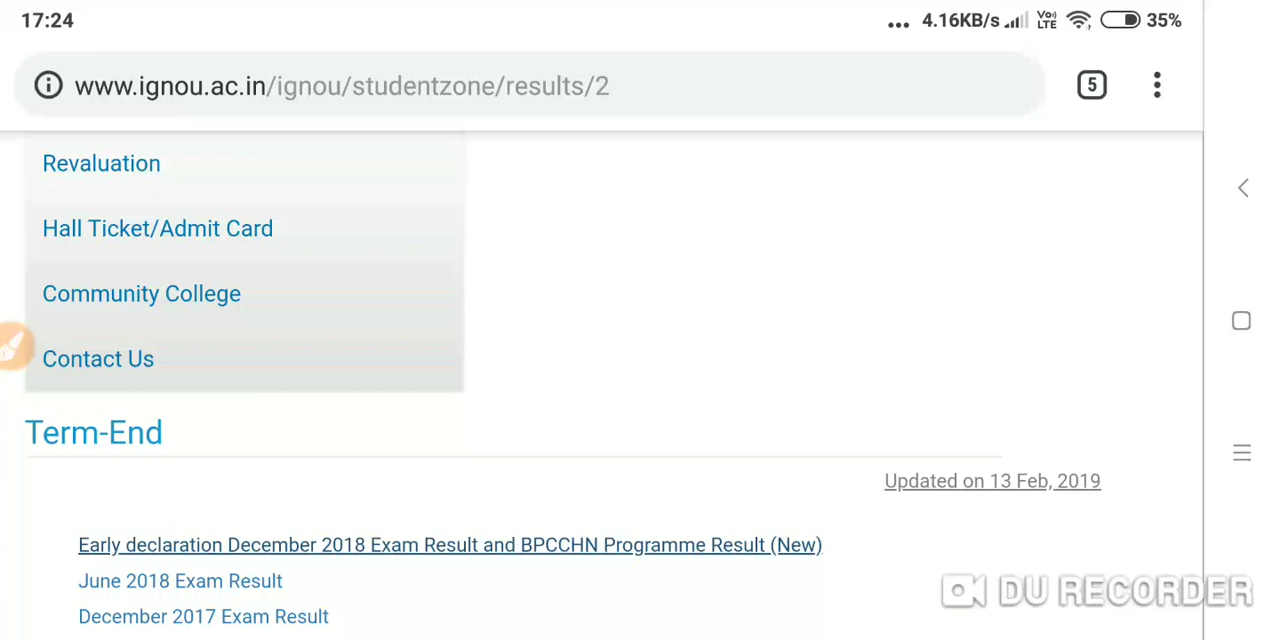 17:24
... 4.16KB/s Vo) LTE 35%
www.ignou.ac.in/ignou/studentzone/results/2
5
Revaluation
Hall Ticket/Admit Card
Community College
Contact Us
Term-End
Updated on 13 Feb, 2019
Early declaration December 2018 Exam Result and BPCCHN Programme Result (New)
June 2018 Exam Result
December 2017 Exam Result
DU RECORDER